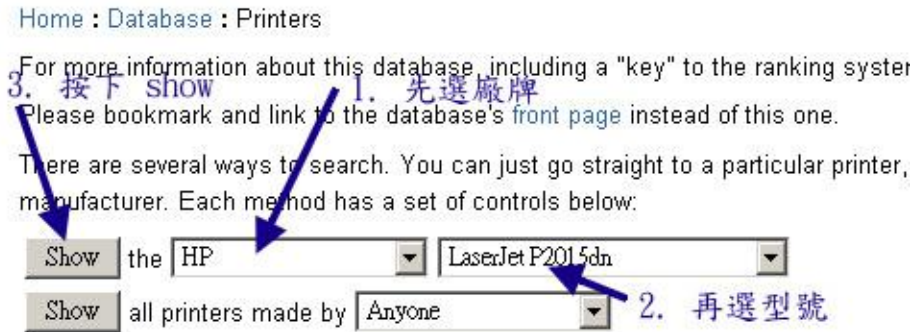 Home : Database : Printers
For more information about this database, including a "key" to the ranking system
3. 按下 show
1. 先選廠牌
Please bookmark and link to the database's front page instead of this one.
There are several ways to search. You can just go straight to a particular printer,
manufacturer. Each method has a set of controls below:
Show the HP LaserJet P2015dn
Show all printers made by Anyone
2. 再選型號